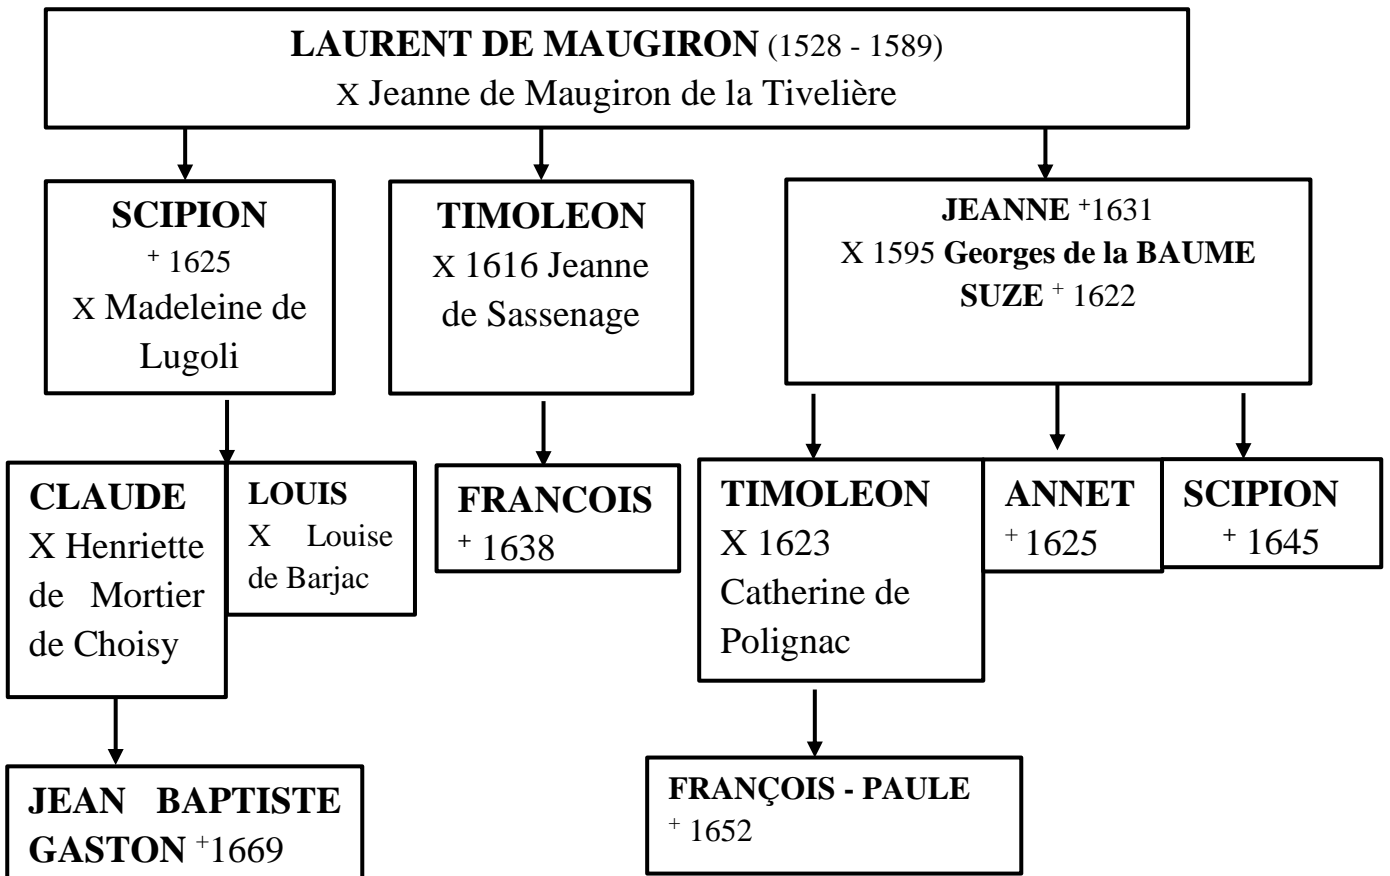 LAURENT DE MAUGIRON (1528 - 1589)
X Jeanne de Maugiron de la Tivelière
SCIPION
+ 1625
X Madeleine de
Lugoli
TIMOLEON
X 1616 Jeanne
de Sassenage
JEANNE +1631
X 1595 Georges de la BAUME
SUZE + 1622
CLAUDE
X Henriette
de Mortier
de Choisy
LOUIS
X Louise
de Barjac
FRANCOIS
+ 1638
TIMOLEON
X 1623
Catherine de
Polignac
ANNET
+ 1625
SCIPION
+ 1645
JEAN BAPTISTE
GASTON +1669
FRANÇOIS - PAULE
+ 1652